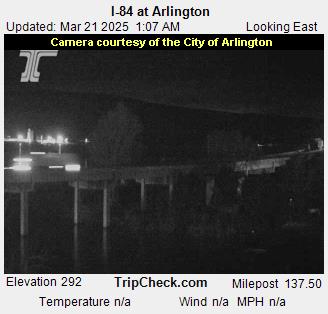 I-84 at Arlington
Updated: Mar 21 2025 1:07 AM Looking East
Camera courtesy of the City of Arlington
Elevation 292 TripCheck.com Milepost 137.50
Temperature n/a Wind n/a MPH n/a